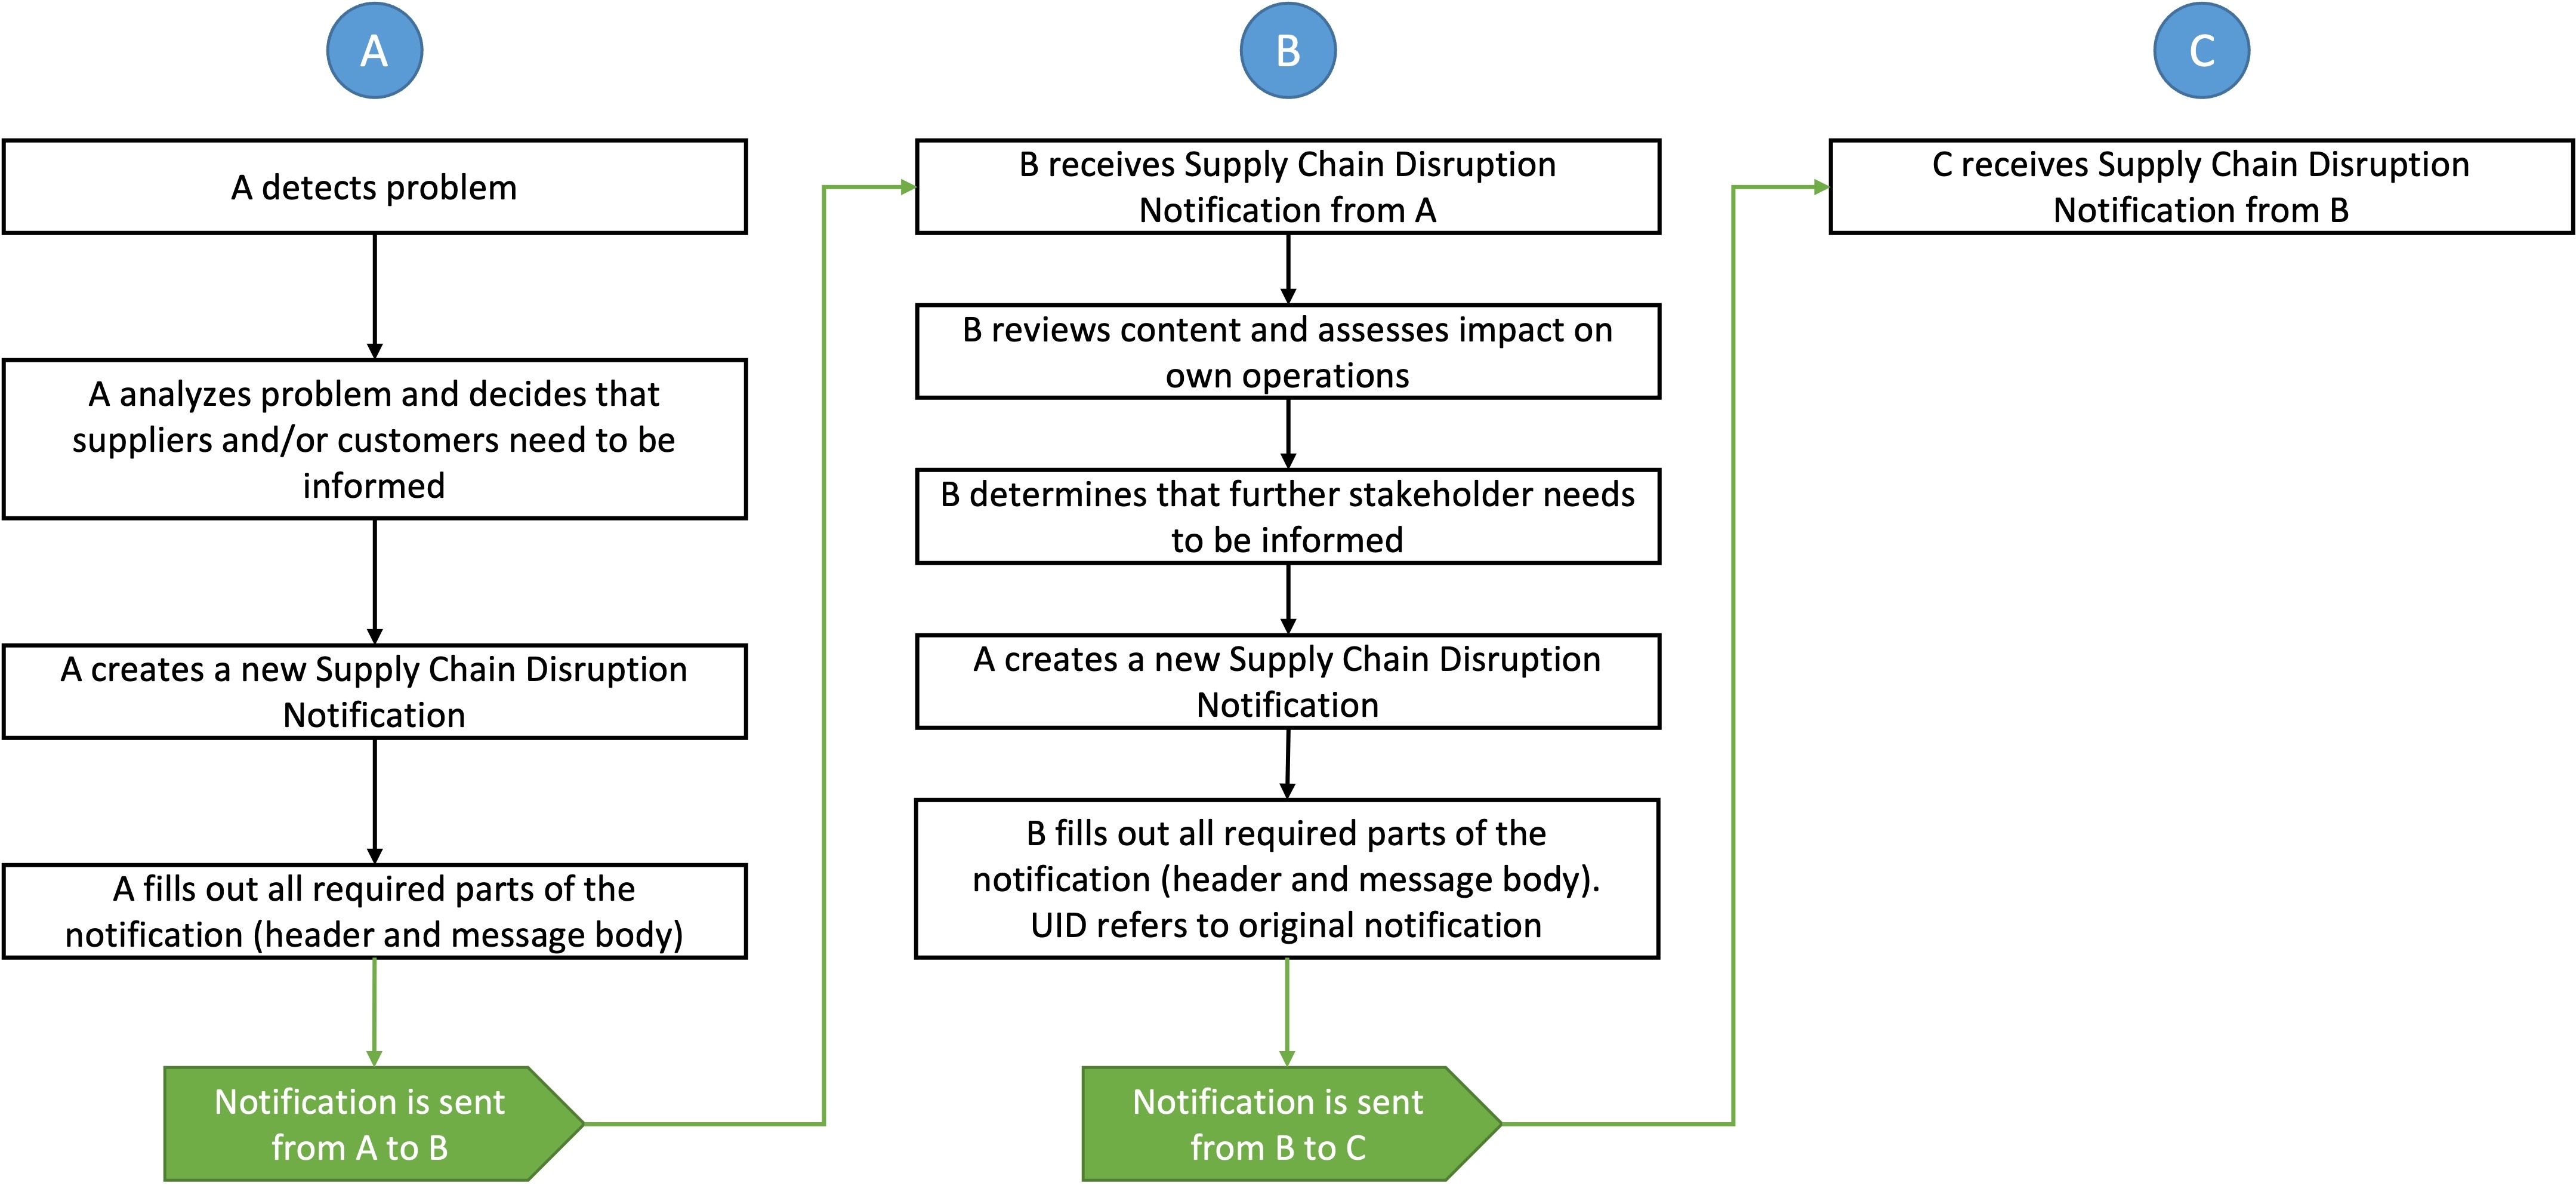 A
A detects problem
A analyzes problem and decides that
suppliers and/or customers need to be
informed
A creates a new Supply Chain Disruption
Notification
A fills out all required parts of the
notification (header and message body)
Notification is sent
from A to B
B
B receives Supply Chain Disruption
Notification from A
B reviews content and assesses impact on
own operations
B determines that further stakeholder needs
to be informed
A creates a new Supply Chain Disruption
Notification
B fills out all required parts of the
notification (header and message body).
UID refers to original notification
Notification is sent
from B to C
C
C receives Supply Chain Disruption
Notification from B